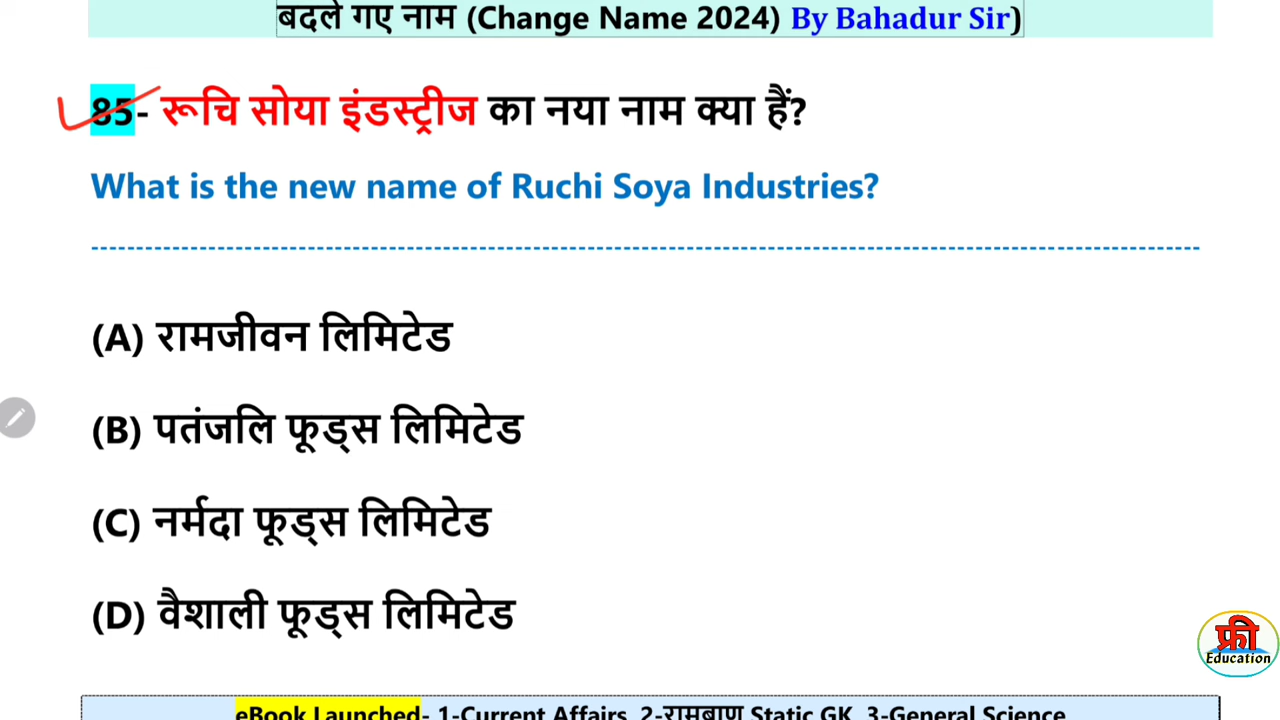 बदले गए नाम (Change Name 2024) By Bahadur Sir)
85- रूचि सोया इंडस्ट्रीज का नया नाम क्या हैं?
What is the new name of Ruchi Soya Industries?
(A) रामजीवन लिमिटेड
(B) पतंजलि फूड्स लिमिटेड
(C) नर्मदा फूड्स लिमिटेड
(D) वैशाली फूड्स लिमिटेड
फ्री
Education
eBook Launched- 1-Current Affairs, 2-रामबाण Static GK, 3-General Science